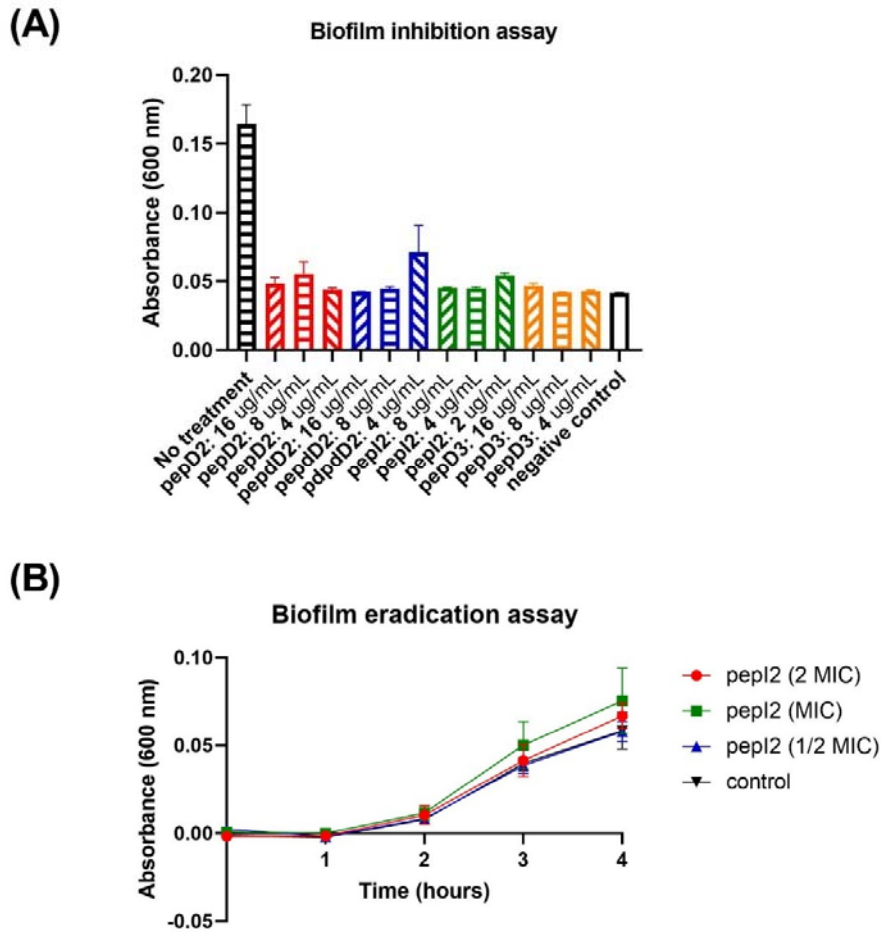 (A)
Biofilm inhibition assay
Absorbance (600 nm)
0.20
0.15
0.10
0.05
0.00
No treatment
pepD2: 16 ug/mL
pepD2: 8 ug/mL
pepD2: 4 ug/mL
pepdD2: 16 ug/mL
pepdD2: 8 ug/mL
pdpdD2: 4 ug/mL
pepI2: 8 ug/mL
pepI2: 4 ug/mL
pepI2: 2 ug/mL
pepD3: 16 ug/mL
pepD3: 8 ug/mL
pepD3: 4 ug/mL
negative control
(B)
Biofilm eradication assay
Absorbance (600 nm)
0.10
0.05
0.00
-0.05
1 2 3 4
Time (hours)
pepI2 (2 MIC)
pepI2 (MIC)
pepI2 (1/2 MIC)
control